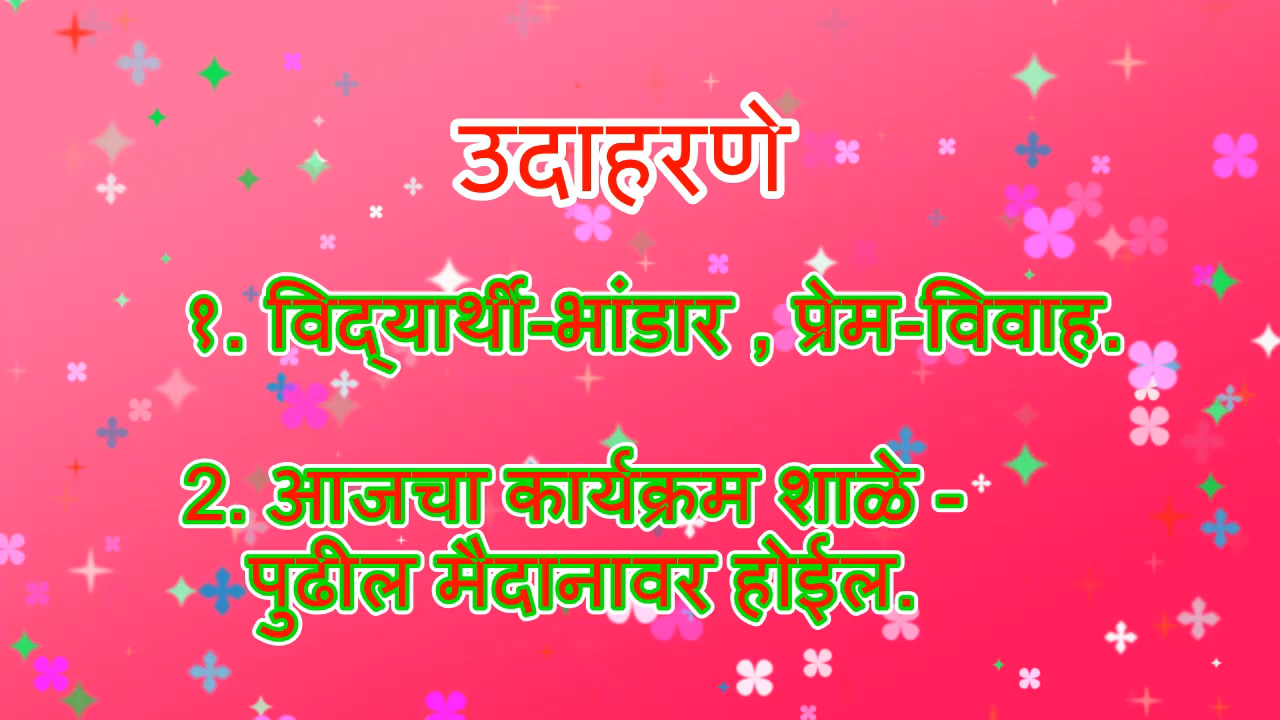 उदाहरणे
१. विद्‌यार्थी-भांडार , प्रेम-विवाह.
2. आजचा कार्यक्रम शाळे -
पुढील मैदानावर होईल.